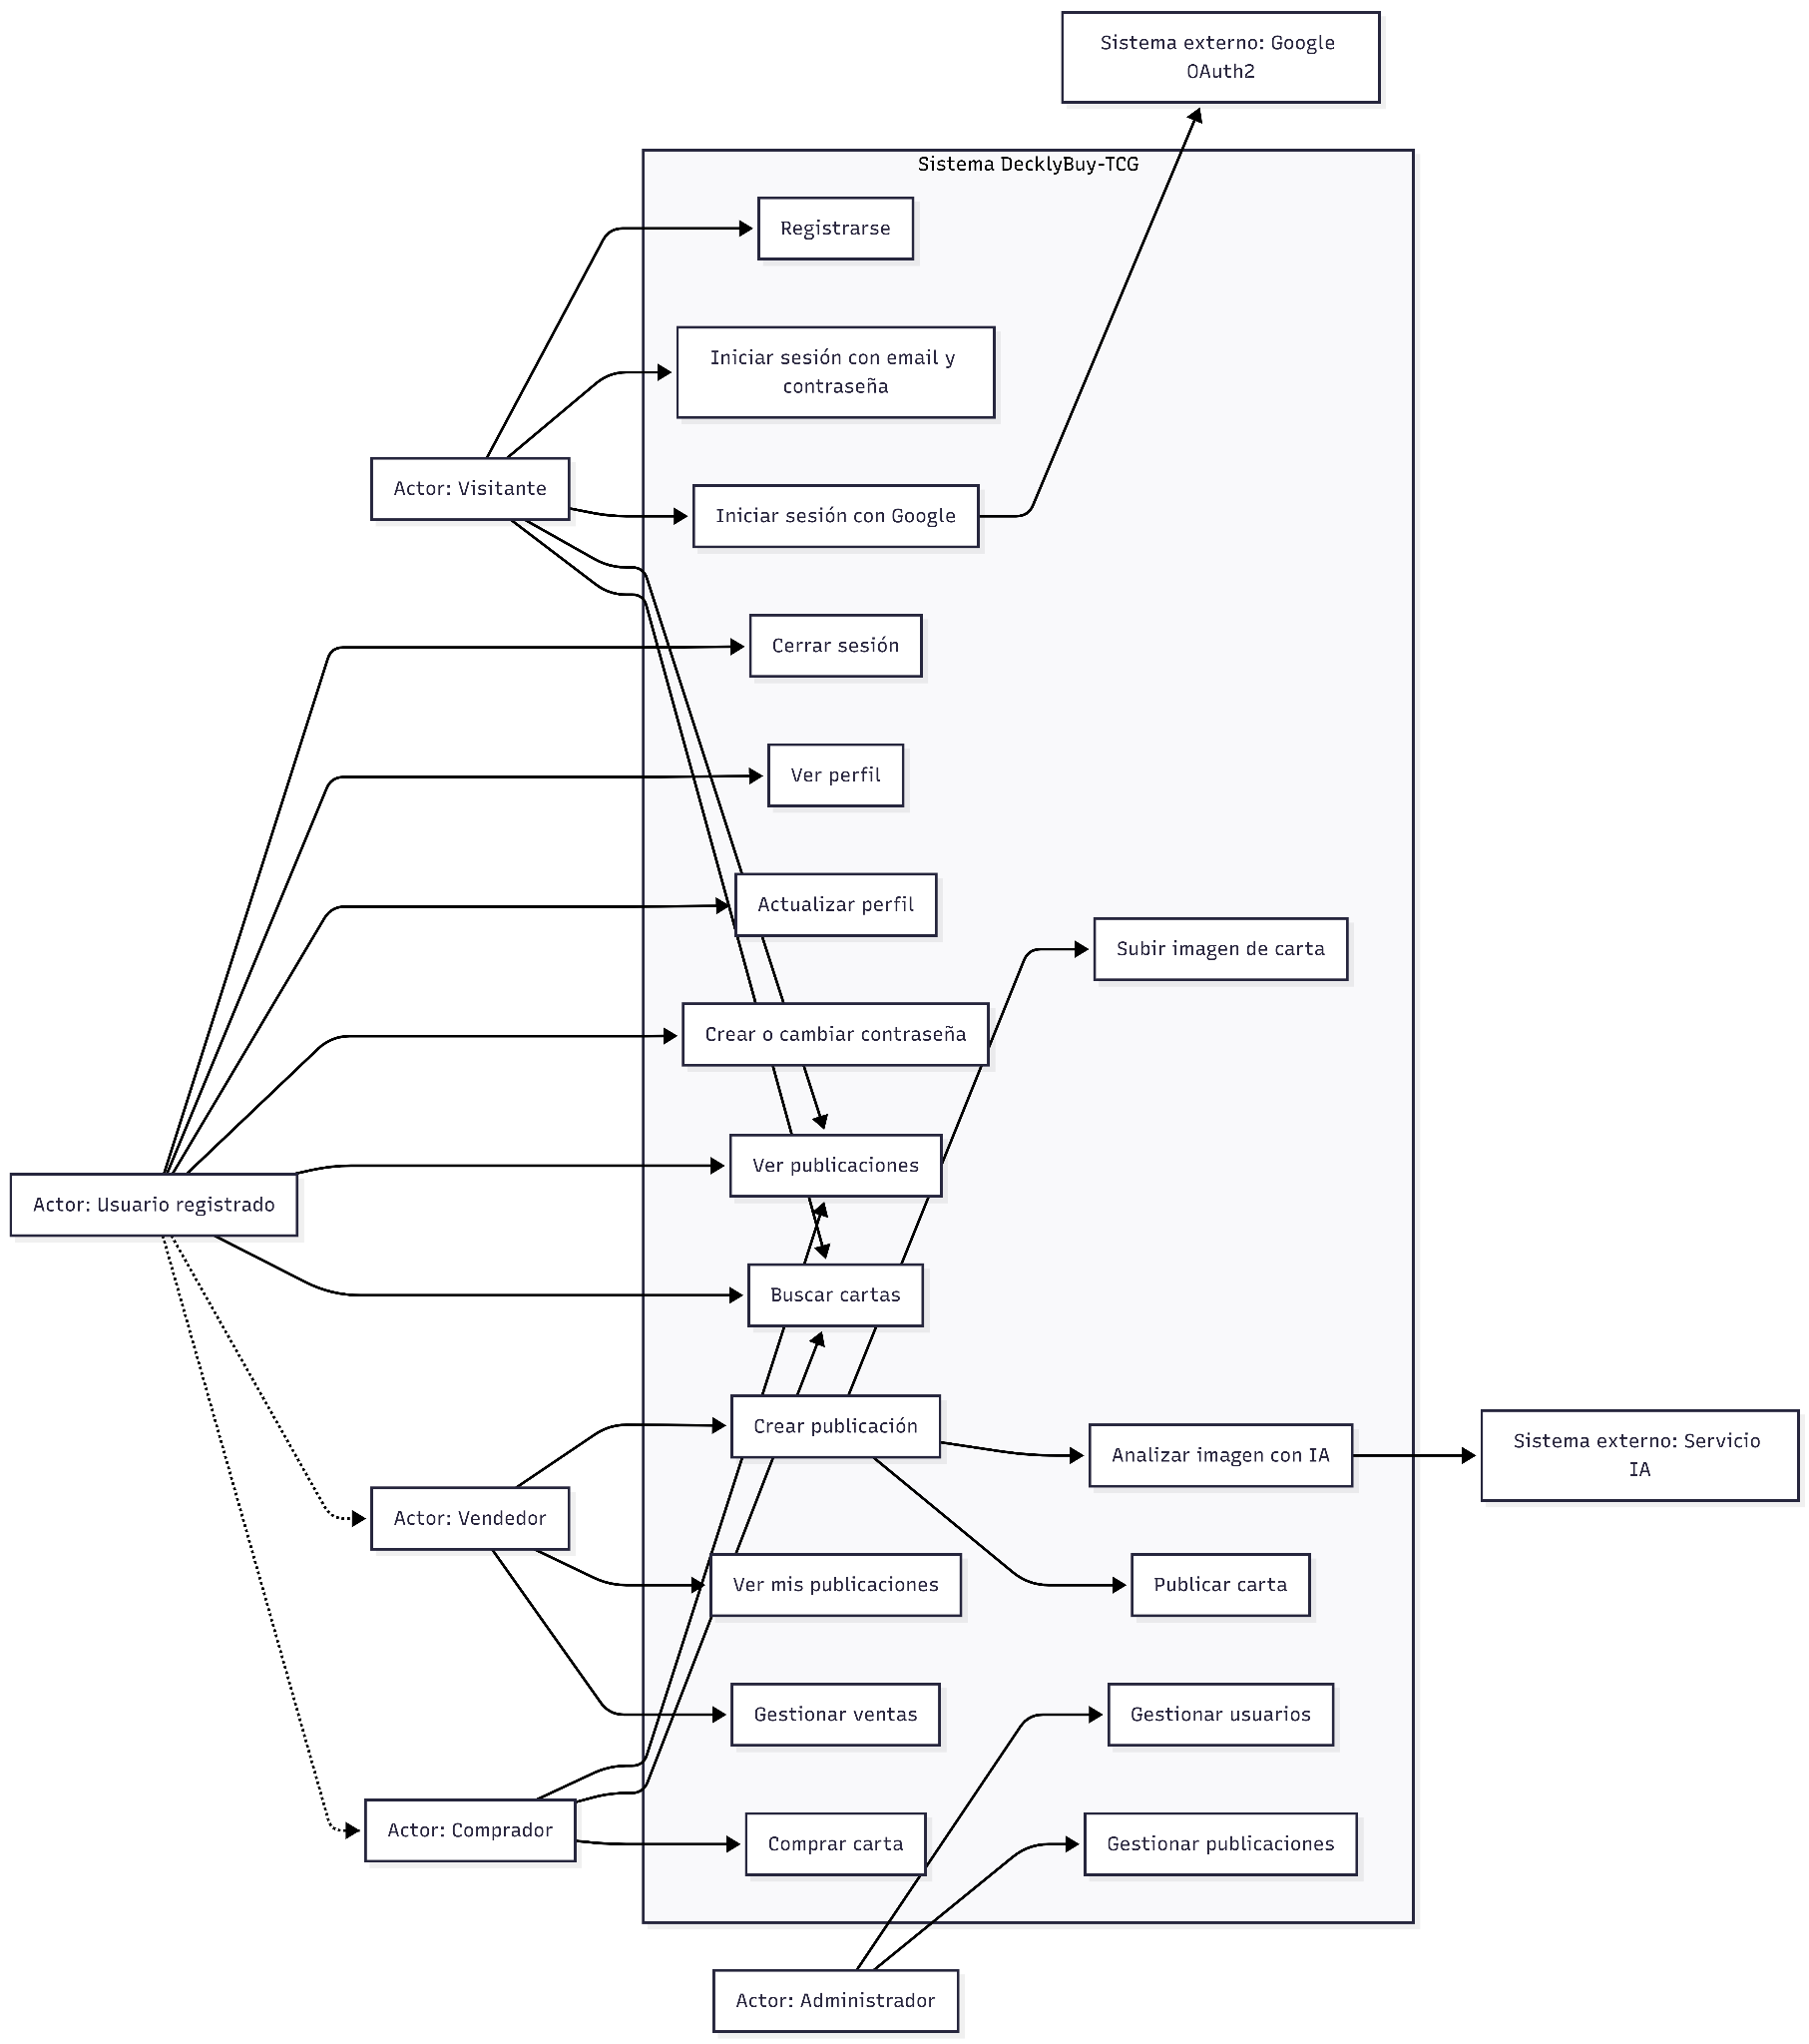 Sistema externo: Google
OAuth2
Sistema DecklyBuy-TCG
Registrarse
Iniciar sesión con email y
contraseña
Actor: Visitante
Iniciar sesión con Google
Cerrar sesión
Ver perfil
Actualizar perfil
Subir imagen de carta
Crear o cambiar contraseña
Ver publicaciones
Actor: Usuario registrado
Buscar cartas
Crear publicación
Analizar imagen con IA
Sistema externo: Servicio
IA
Actor: Vendedor
Ver mis publicaciones
Publicar carta
Gestionar ventas
Gestionar usuarios
Actor: Comprador
Comprar carta
Gestionar publicaciones
Actor: Administrador